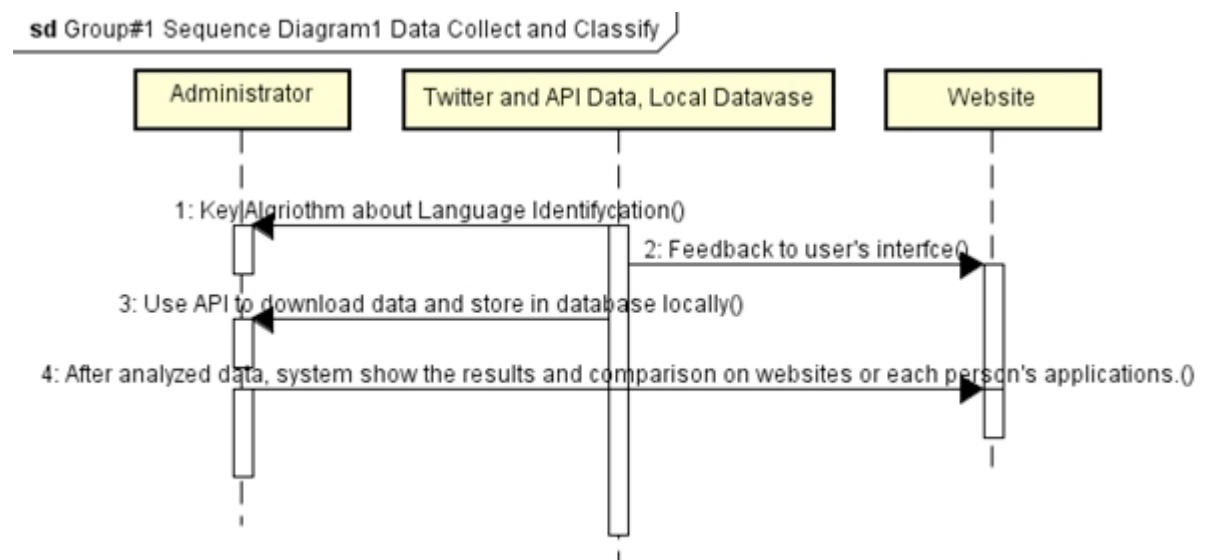 sd Group#1 Sequence Diagram1 Data Collect and Classify
Administrator
Twitter and API Data, Local Datavase
Website
1: Key Algriothm about Language Identifycation()
2: Feedback to user's interfce()
3: Use API to download data and store in database locally()
4: After analyzed data, system show the results and comparison on websites or each person's applications.()